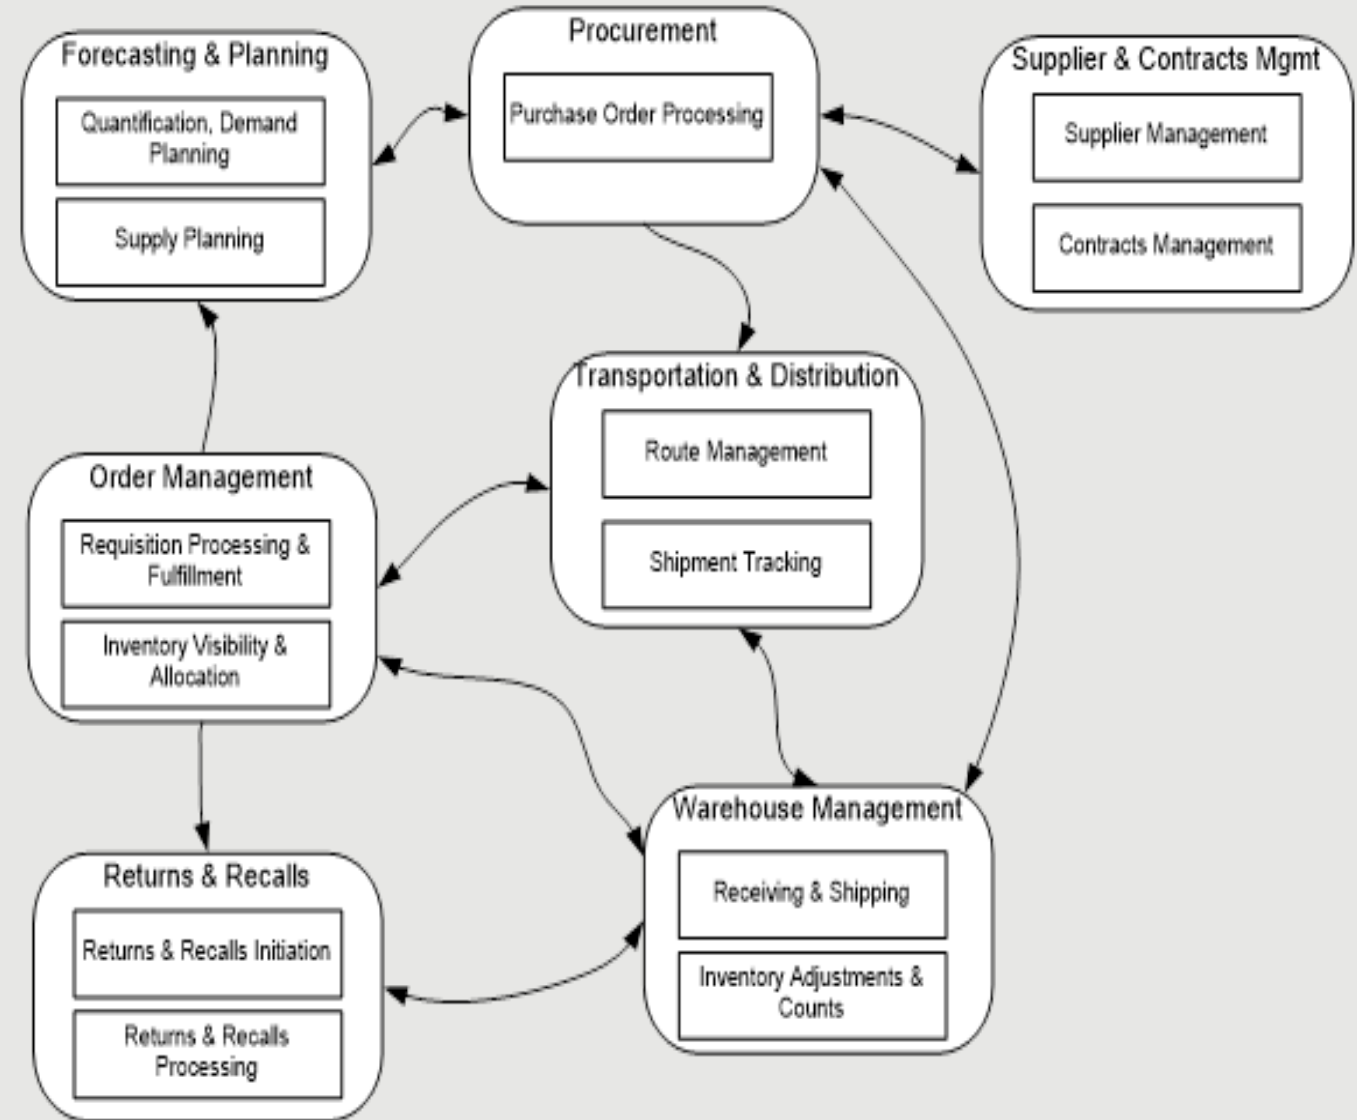 Forecasting & Planning
Quantification, Demand
Planning
Supply Planning
Procurement
Purchase Order Processing
Supplier & Contracts Mgmt
Supplier Management
Contracts Management
Transportation & Distribution
Route Management
Shipment Tracking
Order Management
Requisition Processing &
Fulfillment
Inventory Visibility &
Allocation
Warehouse Management
Receiving & Shipping
Inventory Adjustments &
Counts
Returns & Recalls
Returns & Recalls Initiation
Returns & Recalls
Processing